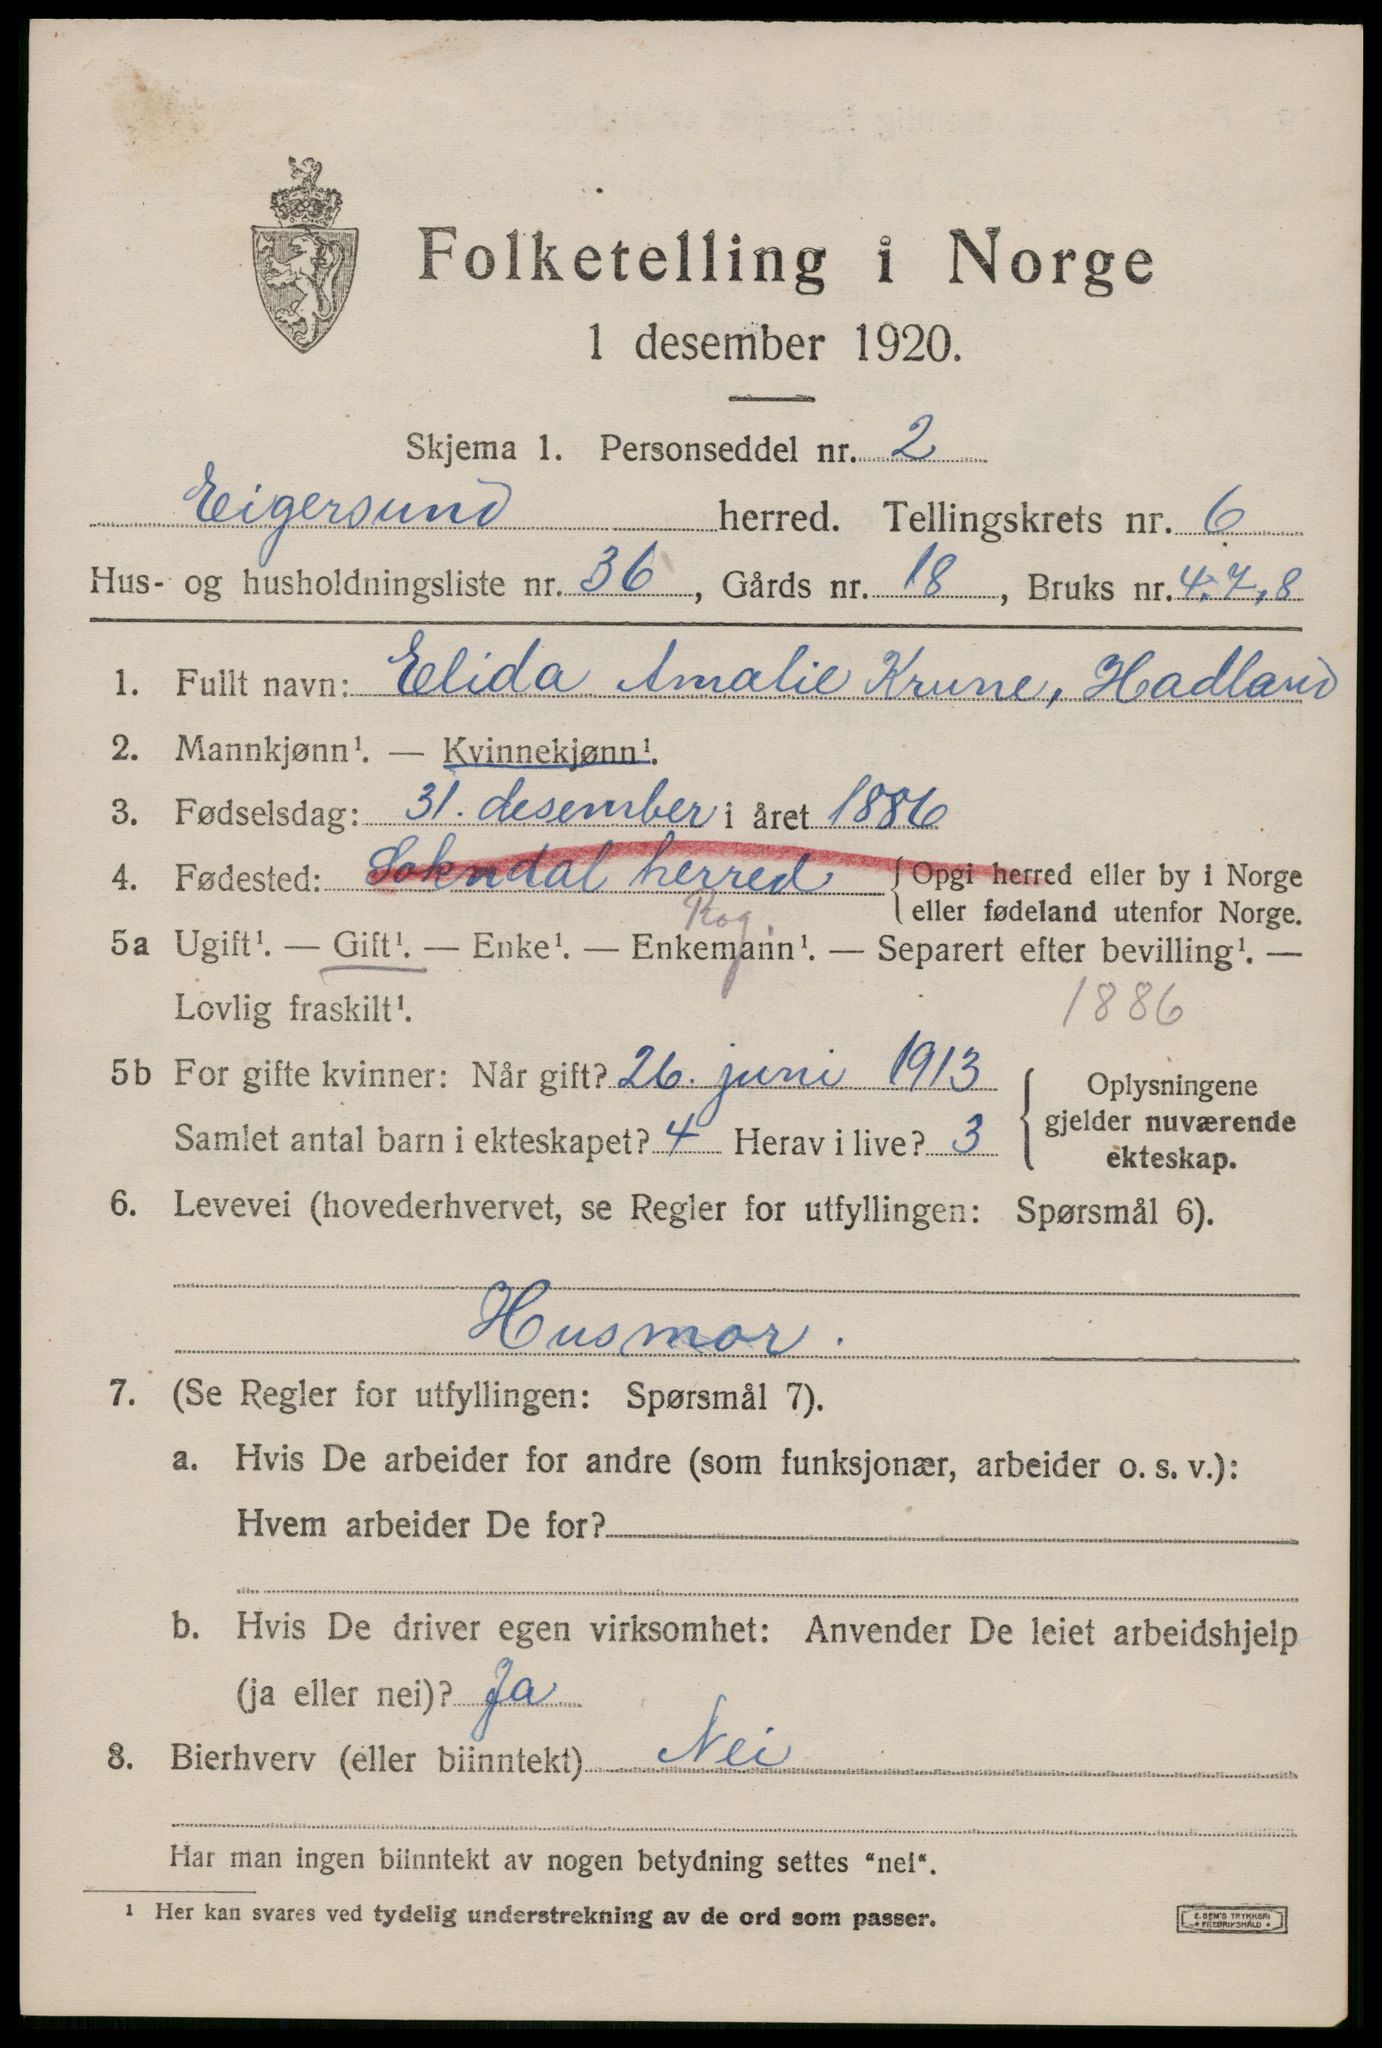 Folketelling i Norge
1 desember 1920.
Skjema 1. Personseddel nr. 2
Eigersund herred. Tellingskrets nr. 6
Hus- og husholdningsliste nr. 36, Gårds nr. 18, Bruks nr. 4.7,8
1. Fullt navn: Elida Amalie Krune, Hadland
2. Mannkjønn¹. — Kvinnekjønn¹.
3. Fødselsdag: 31. desember i året 1886
4. Fødested: Sokndal herred { Opgi herred eller by i Norge
eller fødeland utenfor Norge.
Rog.
5a Ugift¹. — Gift¹. — Enke¹. — Enkemann¹. — Separert efter bevilling¹. —
Lovlig fraskilt¹.
1886
5b For gifte kvinner: Når gift? 26. juni 1913
Oplysningene
gjelder nuværende
ekteskap.
Samlet antal barn i ekteskapet? 4 Herav i live? 3
6. Levevei (hovederhvervet, se Regler for utfyllingen: Spørsmål 6).
Husmor.
7. (Se Regler for utfyllingen: Spørsmål 7).
a. Hvis De arbeider for andre (som funksjonær, arbeider o. s. v.):
Hvem arbeider De for?
b. Hvis De driver egen virksomhet: Anvender De leiet arbeidshjelp
(ja eller nei)? Ja
8. Bierhverv (eller biinntekt) Nei
Har man ingen biinntekt av nogen betydning settes "nei".
¹ Her kan svares ved tydelig understrekning av de ord som passer.
E. SEM'S TRYKKERI
• FREDRIKSHALD •